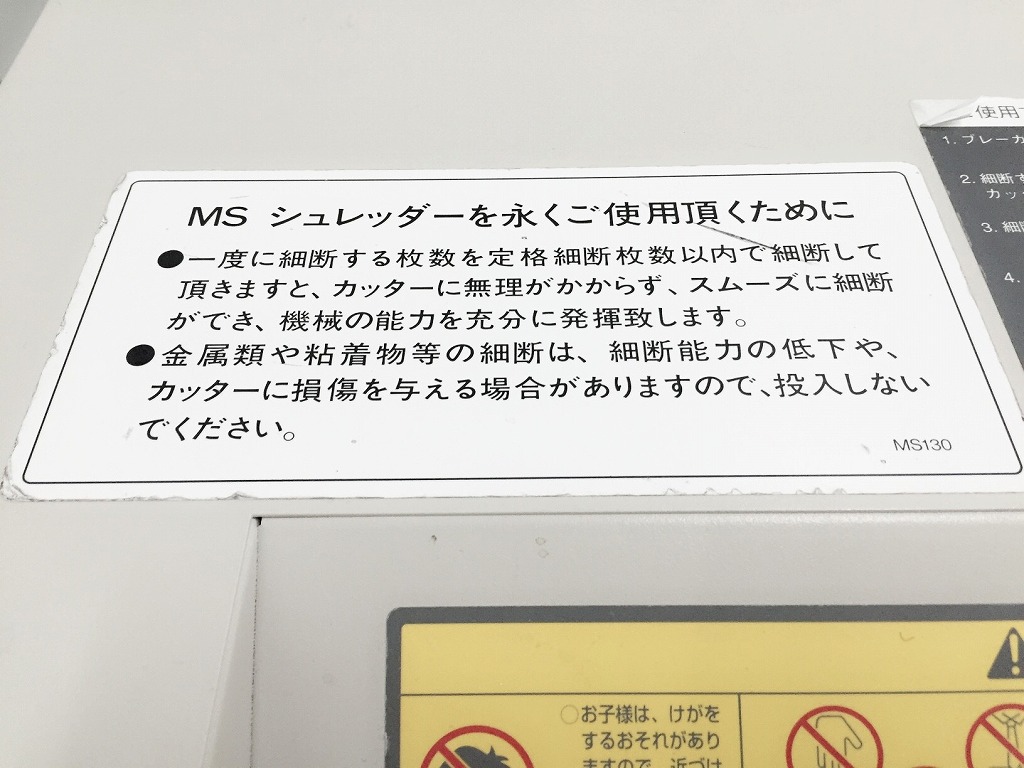 MS シュレッダーを永くご使用頂くために
●一度に細断する枚数を定格細断枚数以内で細断して
頂きますと、カッターに無理がかからず、スムーズに細断
ができ、機械の能力を充分に発揮致します。
●金属類や粘着物等の細断は、細断能力の低下や、
カッターに損傷を与える場合がありますので、投入しない
でください。
MS130
使用
1. ブレーカ
2. 細断す
カッ
3. 細
4.
○お子様は、けがを
するおそれがあり
ますので、近づけ